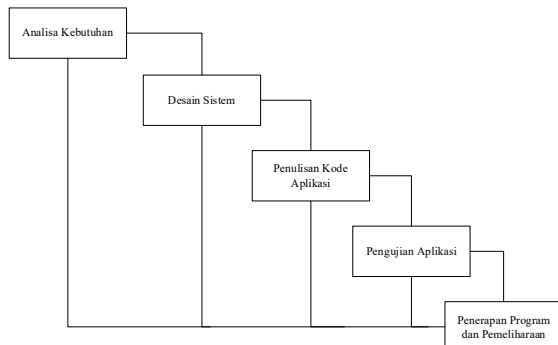 Analisa Kebutuhan
Desain Sistem
Penulisan Kode
Aplikasi
Pengujian Aplikasi
Penerapan Program
dan Pemeliharaan